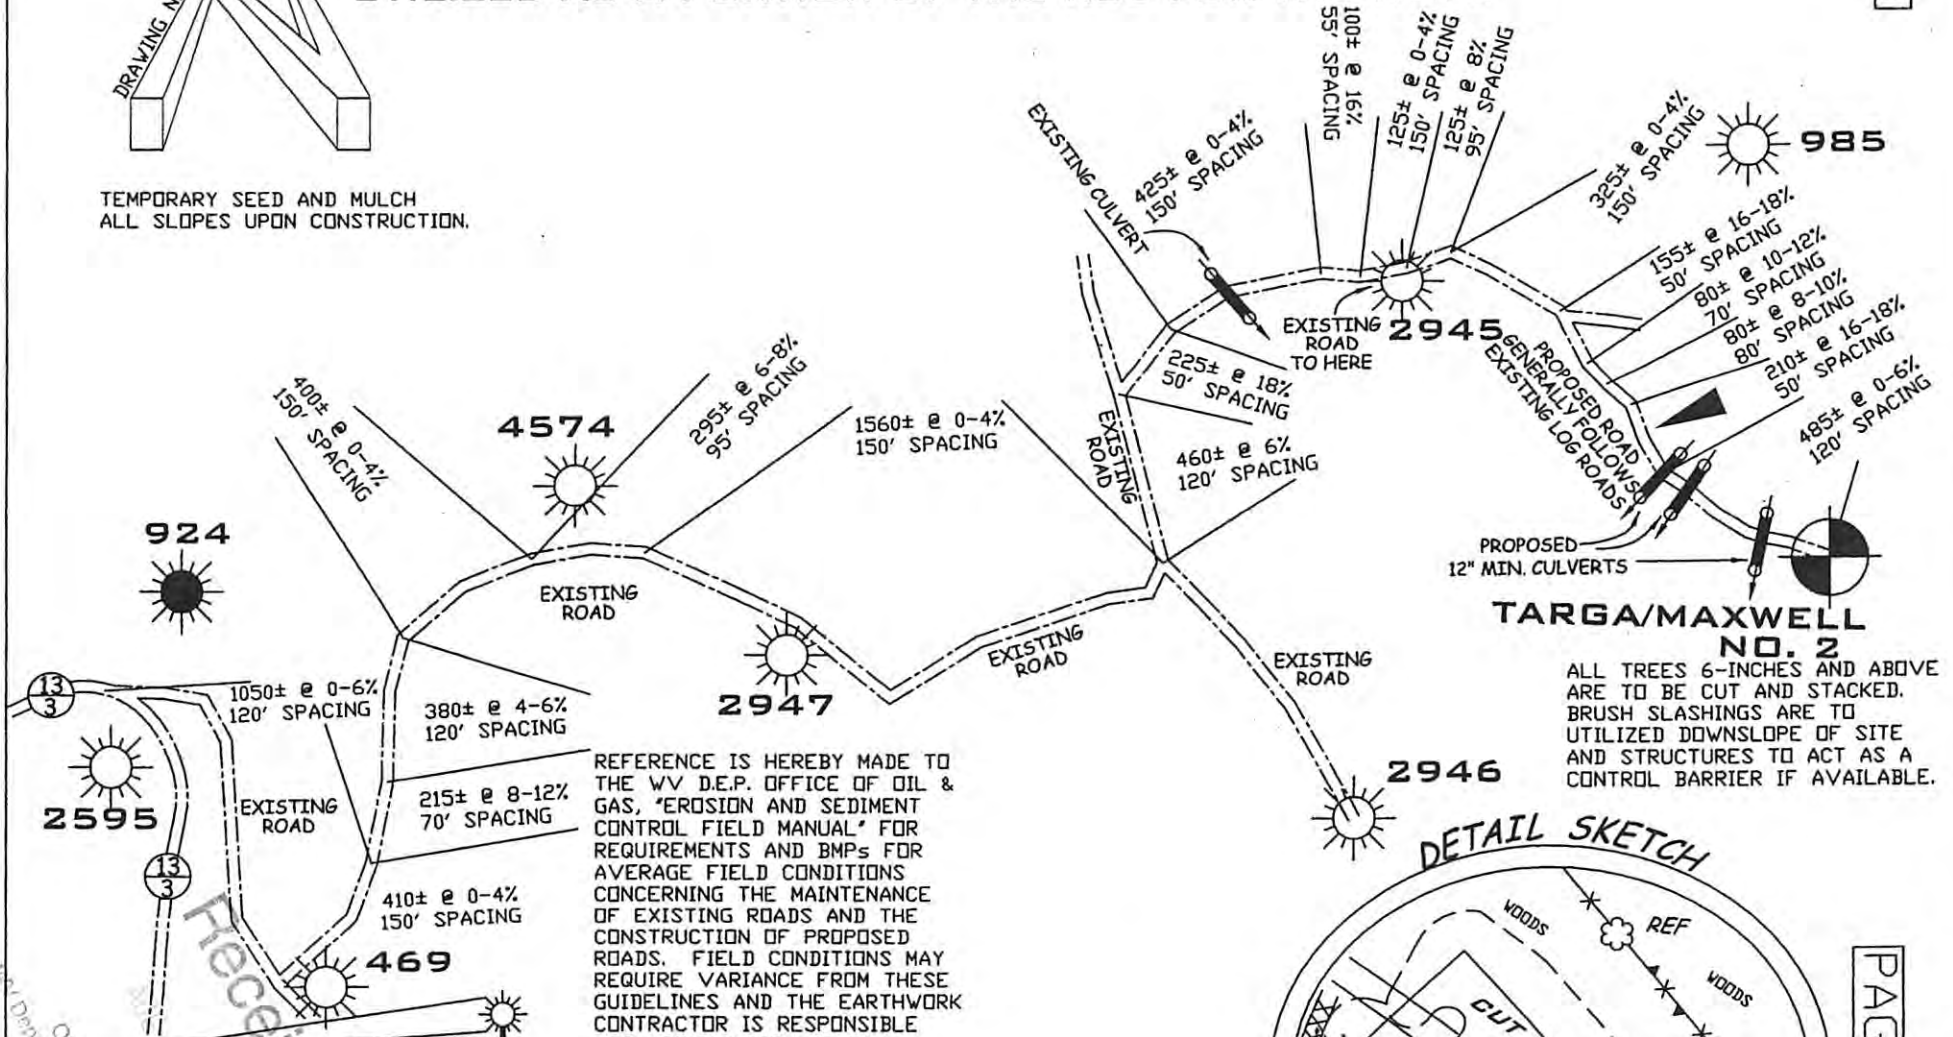 DRAWING N
TEMPORARY SEED AND MULCH
ALL SLOPES UPON CONSTRUCTION.
EXISTING CULVERT
425± @ 0-4%
150' SPACING
100± @ 16%
55' SPACING
125± @ 0-4%
150' SPACING
125± @ 8%
95' SPACING
325± @ 0-4%
150' SPACING
985
155± @ 16-18%
50' SPACING
80± @ 10-12%
70' SPACING
80± @ 8-10%
80' SPACING
210± @ 16-18%
50' SPACING
485± @ 0-6%
120' SPACING
EXISTING
ROAD
TO HERE
2945
PROPOSED ROAD
GENERALLY FOLLOWS
EXISTING LOG ROADS
225± @ 18%
50' SPACING
EXISTING
ROAD
460± @ 6%
120' SPACING
400± @ 0-4%
150' SPACING
4574
295± @ 6-8%
95' SPACING
1560± @ 0-4%
150' SPACING
924
EXISTING
ROAD
PROPOSED
12" MIN. CULVERTS
TARGA/MAXWELL
NO. 2
ALL TREES 6-INCHES AND ABOVE
ARE TO BE CUT AND STACKED.
BRUSH SLASHINGS ARE TO
UTILIZED DOWNSLOPE OF SITE
AND STRUCTURES TO ACT AS A
CONTROL BARRIER IF AVAILABLE.
EXISTING
ROAD
EXISTING
ROAD
2947
2946
13
3
1050± @ 0-6%
120' SPACING
380± @ 4-6%
120' SPACING
2595
EXISTING
ROAD
215± @ 8-12%
70' SPACING
13
3
410± @ 0-4%
150' SPACING
469
REFERENCE IS HEREBY MADE TO
THE WV D.E.P. OFFICE OF OIL &
GAS, "EROSION AND SEDIMENT
CONTROL FIELD MANUAL" FOR
REQUIREMENTS AND BMPs FOR
AVERAGE FIELD CONDITIONS
CONCERNING THE MAINTENANCE
OF EXISTING ROADS AND THE
CONSTRUCTION OF PROPOSED
ROADS. FIELD CONDITIONS MAY
REQUIRE VARIANCE FROM THESE
GUIDELINES AND THE EARTHWORK
CONTRACTOR IS RESPONSIBLE
DETAIL SKETCH
WOODS
REF
WOODS
CUT
PAG
Recei